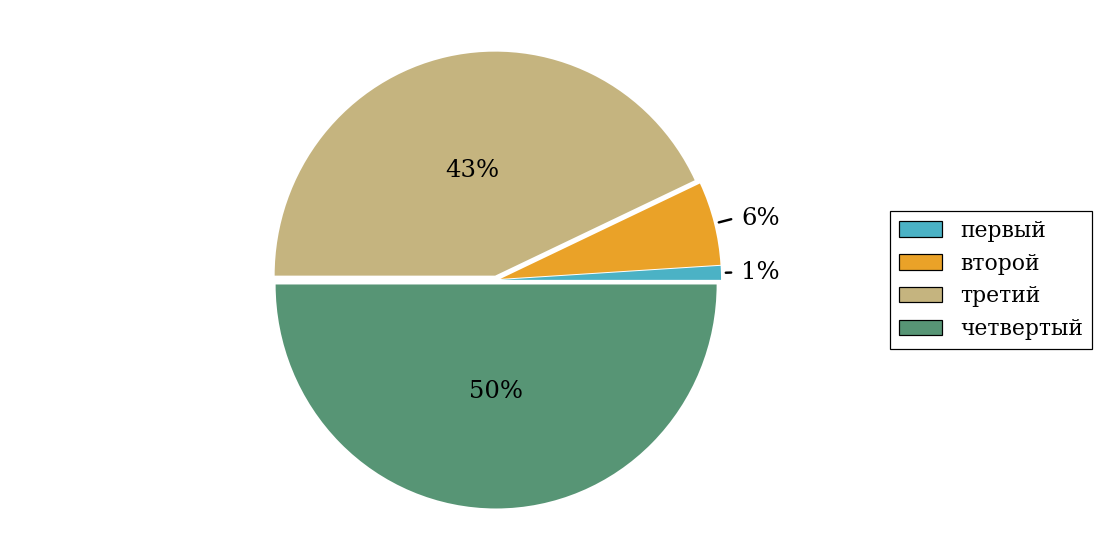 43%
6%
1%
50%
первый
второй
третий
четвертый